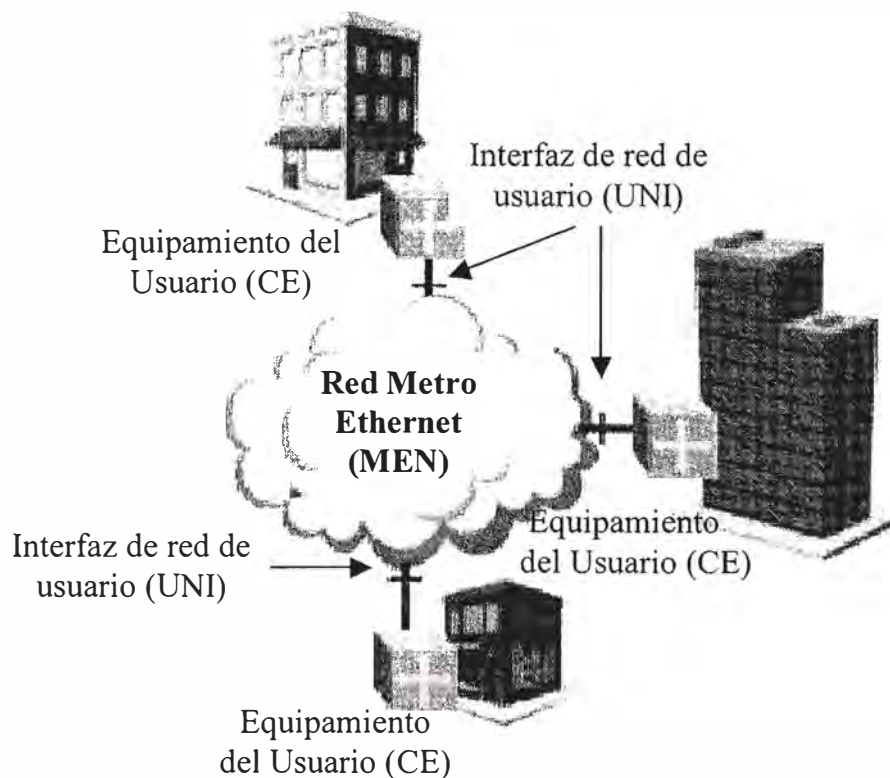 Interfaz de red de
usuario (UNI)
Equipamiento del
Usuario (CE)
Red Metro
Ethernet
(MEN)
Equipamiento
del Usuario (CE)
Interfaz de red de
usuario (UNI)
Equipamiento
del Usuario (CE)